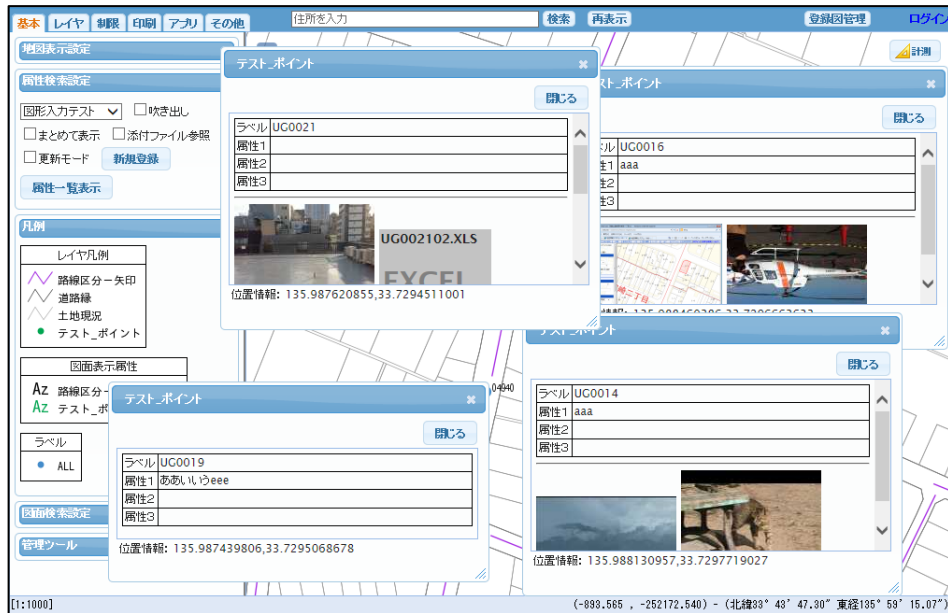 基本 レイヤ 制限 印刷 アプリ その他 住所を入力 検索 再表示 登録図管理 ログイン
計測
地図表示設定
属性検索設定
図形入力テスト 吹き出し
まとめて表示 添付ファイル参照
更新モード 新規登録
属性一覧表示
凡例
レイヤ凡例
路線区分－矢印
道路縁
土地現況
テスト_ポイント
図面表示属性
Az 路線区分-
Az テスト_ポ
ラベル
ALL
図面検索設定
管理ツール
テスト_ポイント
閉じる
ラベル UG0021
属性1
属性2
属性3
UG002102.XLS
EXCEL
位置情報: 135.987620855,33.7294511001
スト_ポイント
閉じる
ル UG0016
性1 aaa
性2
性3
テスト_ポイント
閉じる
ラベル UG0019
属性1 ああいいうeee
属性2
属性3
位置情報: 135.987439806,33.7295068678
04940
テスト_ポイント
閉じる
ラベル UG0014
属性1 aaa
属性2
属性3
位置情報: 135.988130957,33.7297719027
[1:1000] (-893.565 , -252172.540) - (北緯33° 43' 47.30" 東経135° 59' 15.07")